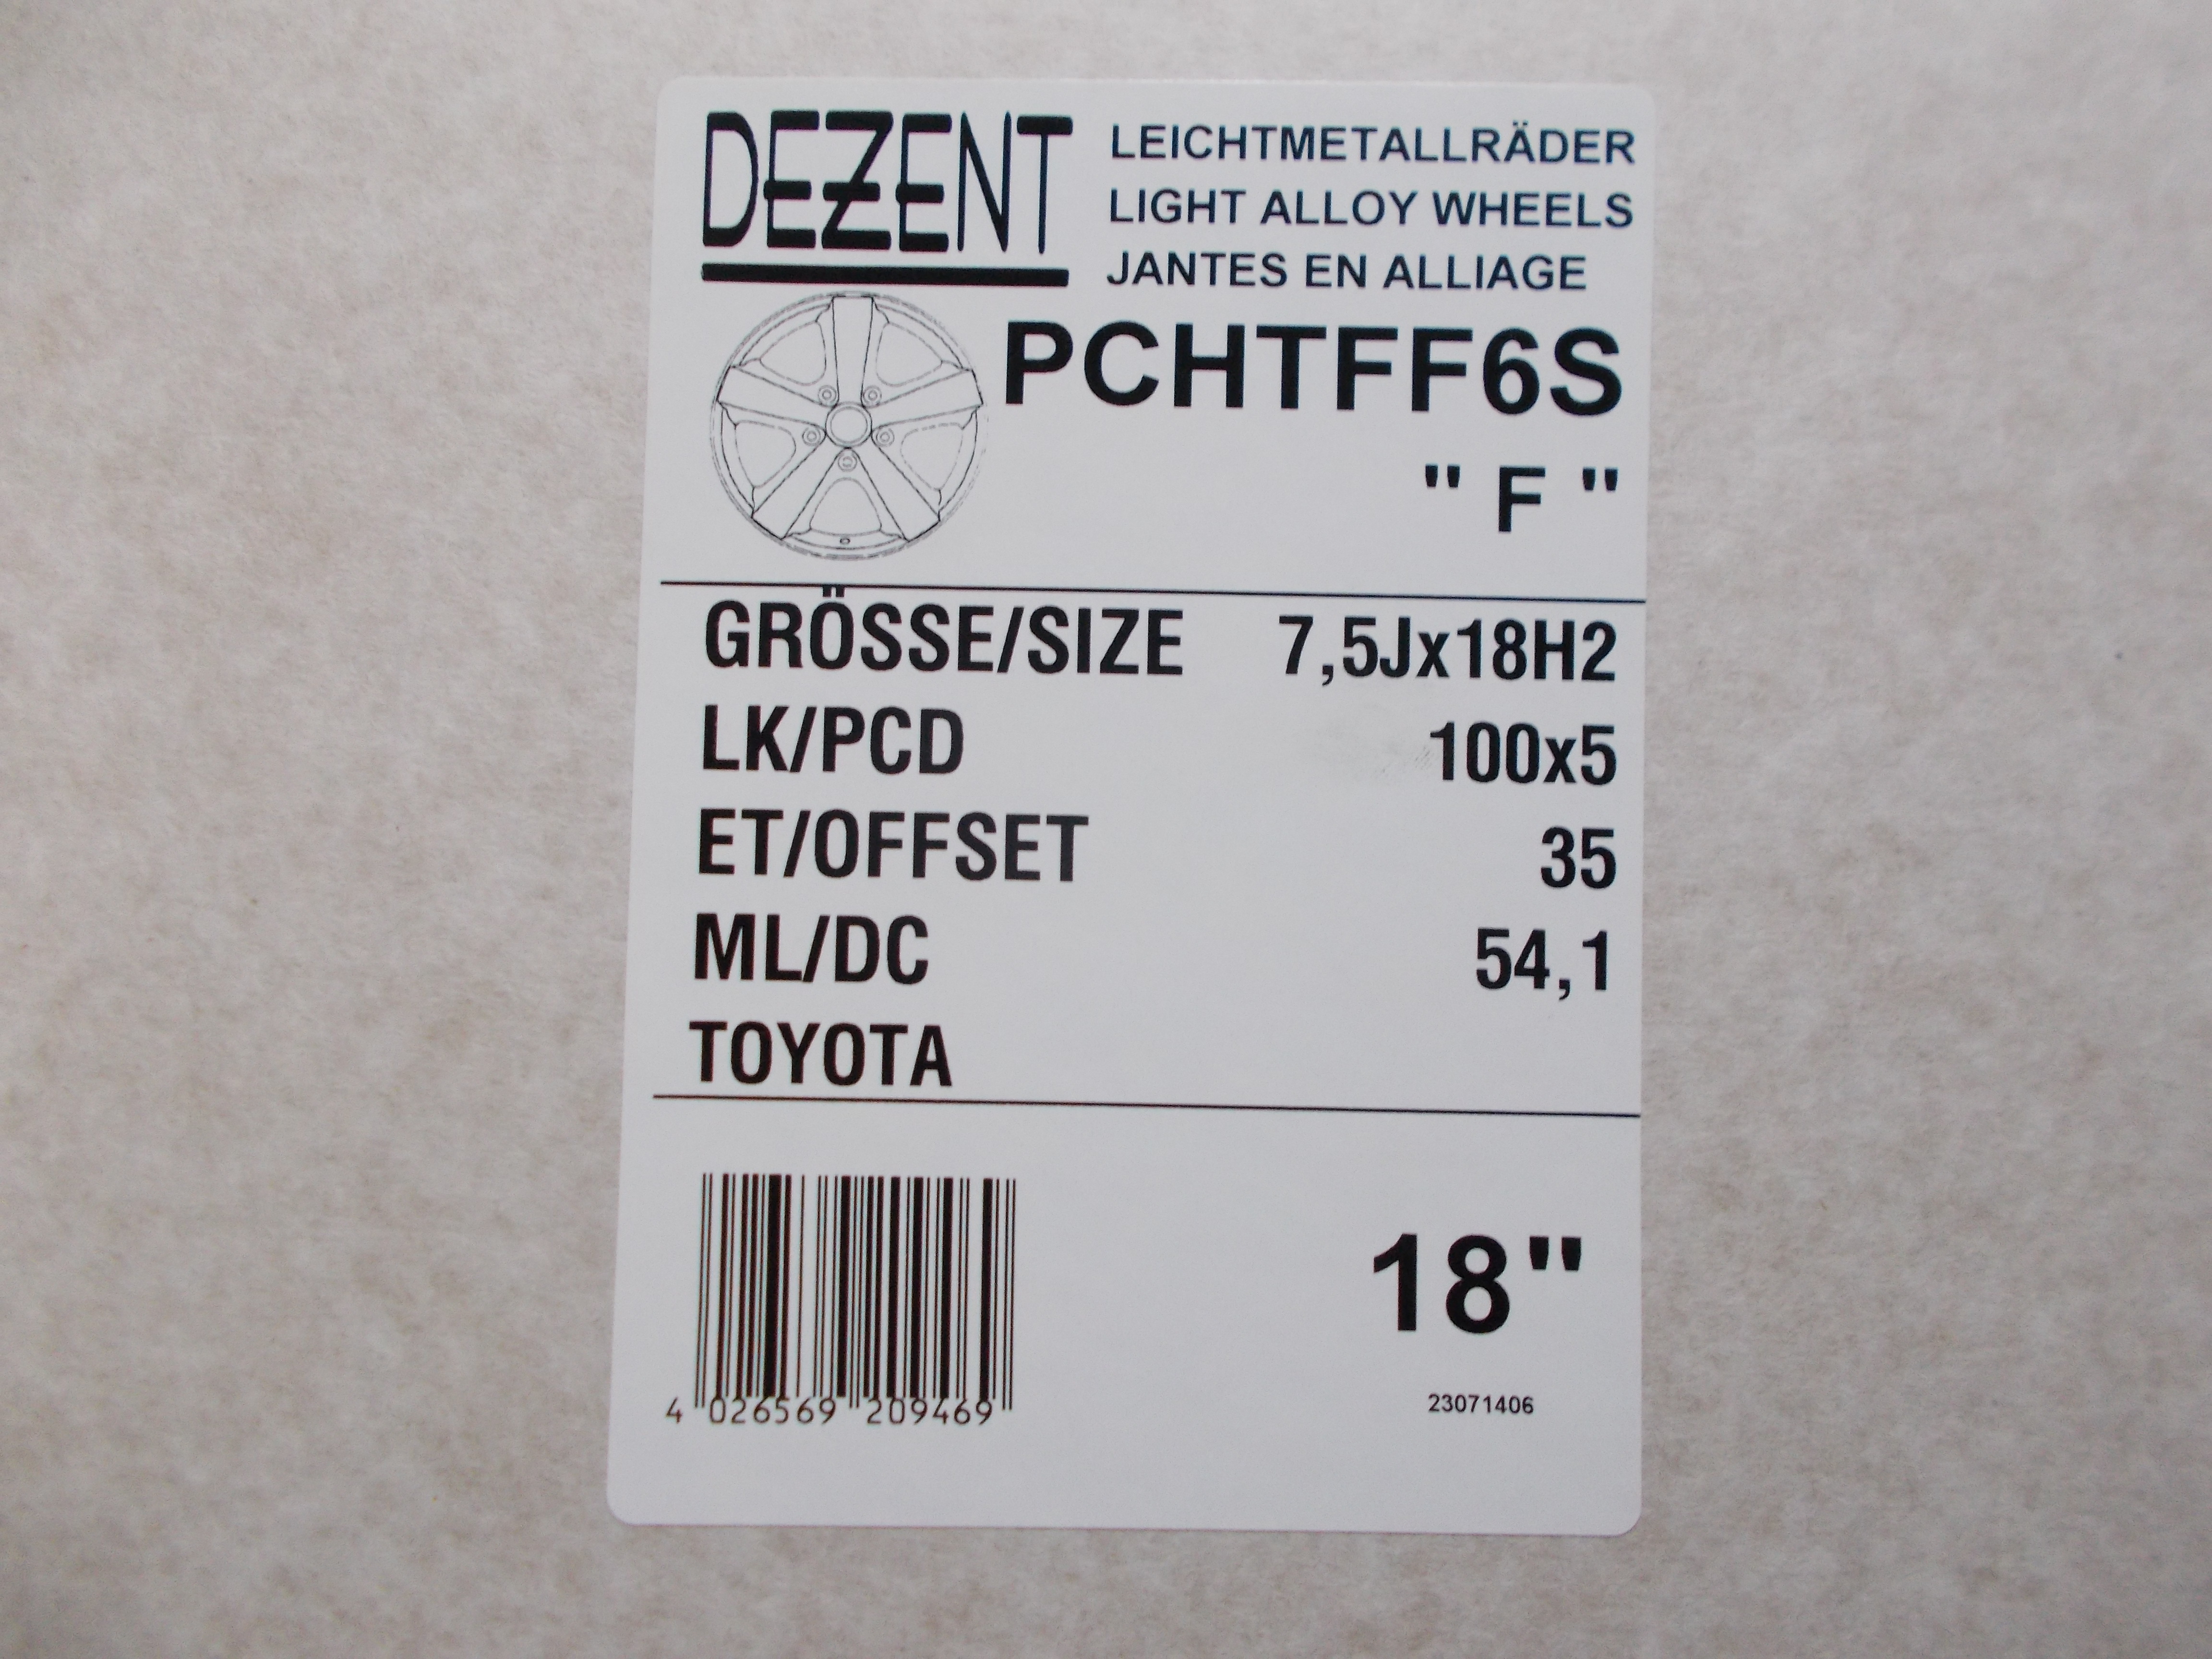 DEZENT
LEICHTMETALLRÄDER
LIGHT ALLOY WHEELS
JANTES EN ALLIAGE
PCHTFF6S
" F "
GRÖSSE/SIZE 7,5Jx18H2
LK/PCD 100x5
ET/OFFSET 35
ML/DC 54,1
TOYOTA
18"
4 026569 209469
23071406